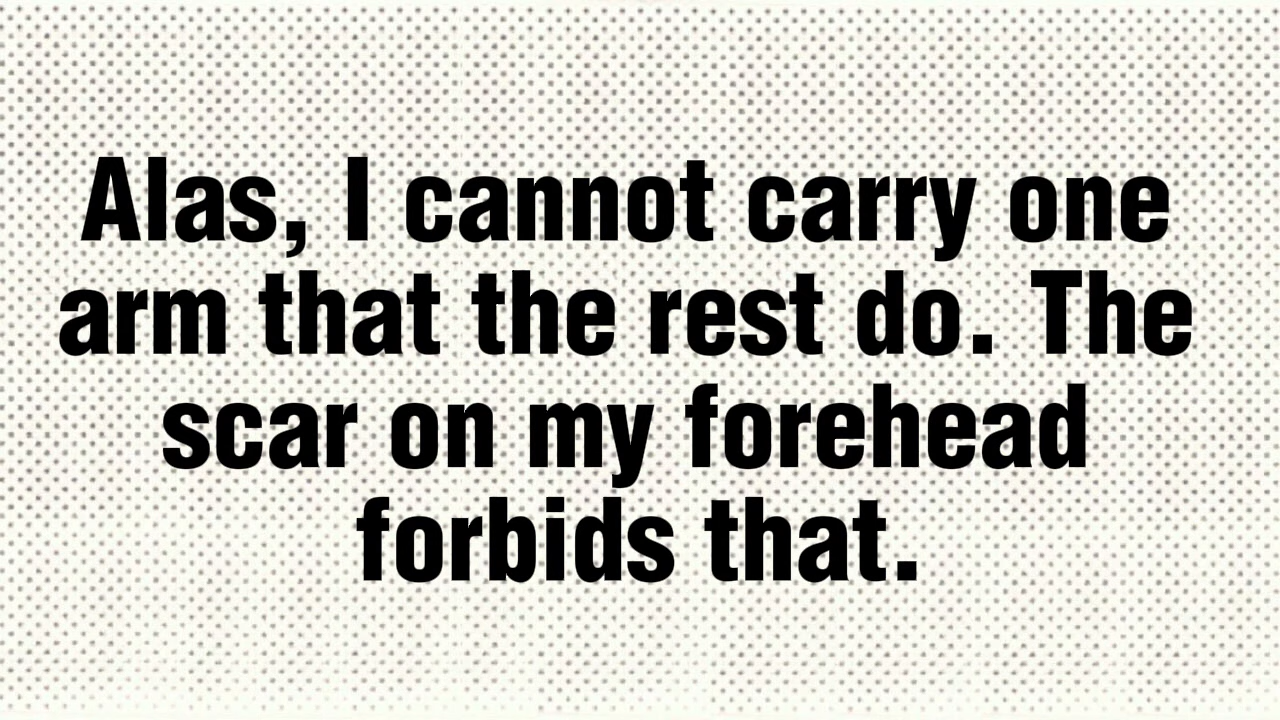 Alas, I cannot carry one
arm that the rest do. The
scar on my forehead
forbids that.